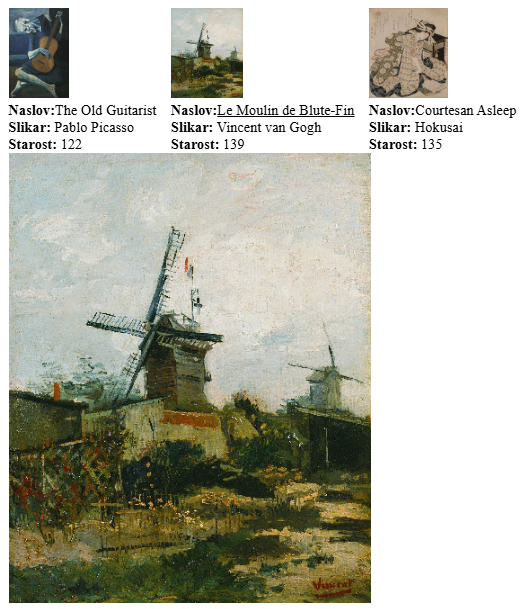 Naslov:The Old Guitarist
Slikar: Pablo Picasso
Starost: 122
Naslov:Le Moulin de Blute-Fin
Slikar: Vincent van Gogh
Starost: 139
Naslov:Courtesan Asleep
Slikar: Hokusai
Starost: 135
Vincent